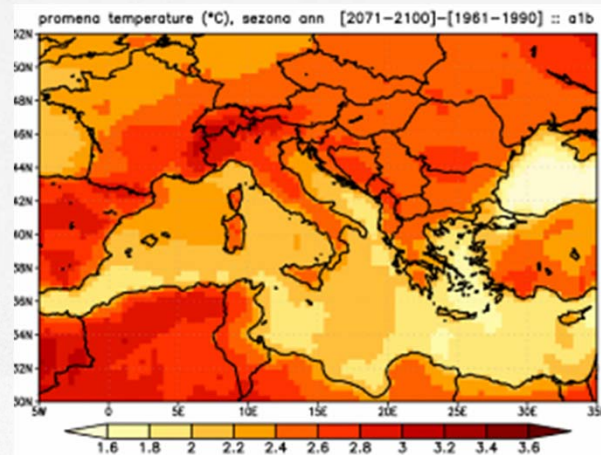 promena temperature (°C), sezona ann [2071-2100]-[1961-1990] :: a1b
52N
50N
48N
46N
44N
42N
40N
38N
36N
34N
32N
30N
5W 0 5E 10E 15E 20E 25E 30E 35E
1.6 1.8 2 2.2 2.4 2.6 2.8 3 3.2 3.4 3.6